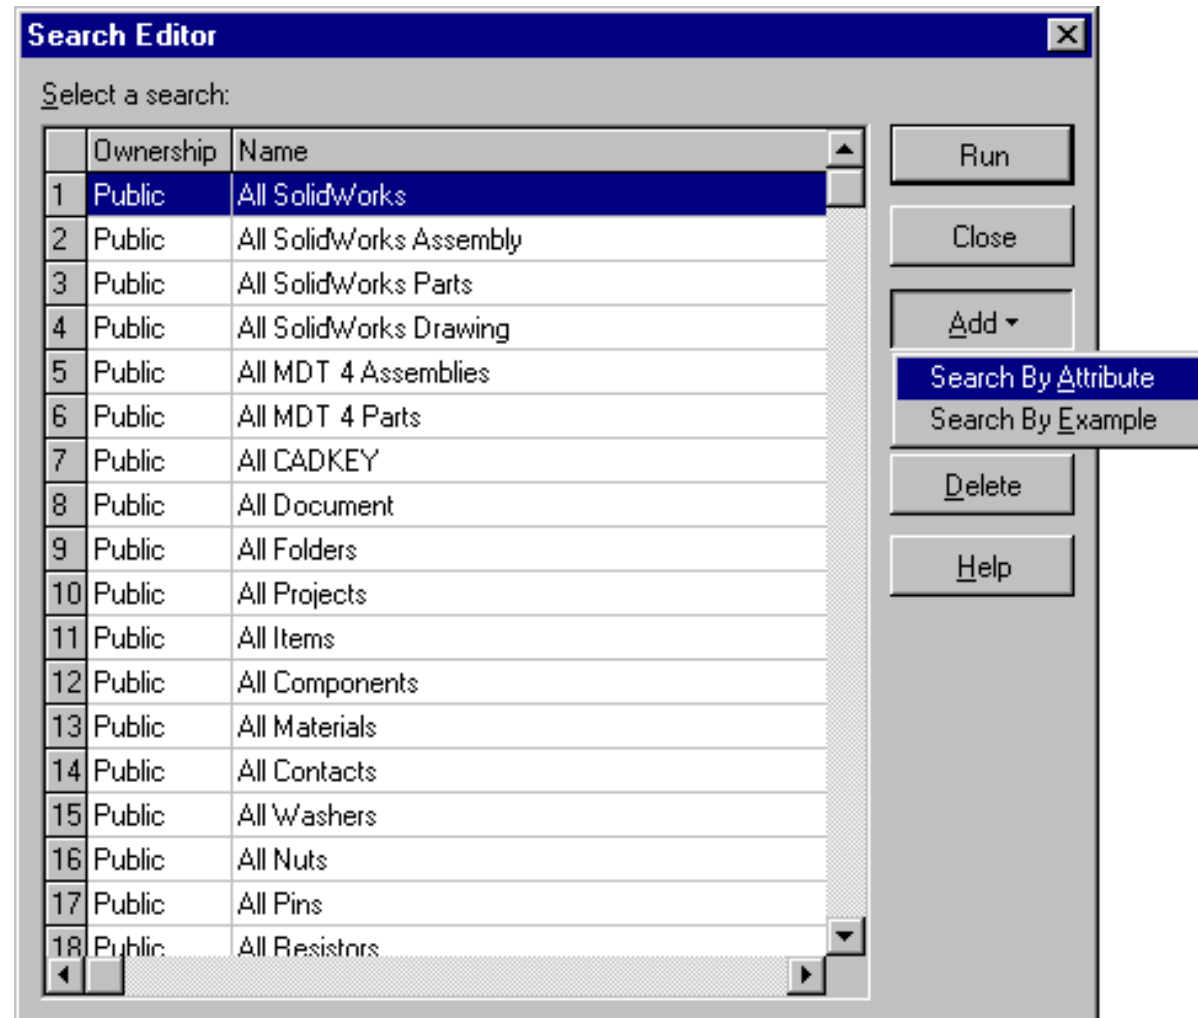 Search Editor
Select a search:
Ownership Name
1 Public All SolidWorks
2 Public All SolidWorks Assembly
3 Public All SolidWorks Parts
4 Public All SolidWorks Drawing
5 Public All MDT 4 Assemblies
6 Public All MDT 4 Parts
7 Public All CADKEY
8 Public All Document
9 Public All Folders
10 Public All Projects
11 Public All Items
12 Public All Components
13 Public All Materials
14 Public All Contacts
15 Public All Washers
16 Public All Nuts
17 Public All Pins
18 Public All Resistors
Run
Close
Add
Search By Attribute
Search By Example
Delete
Help